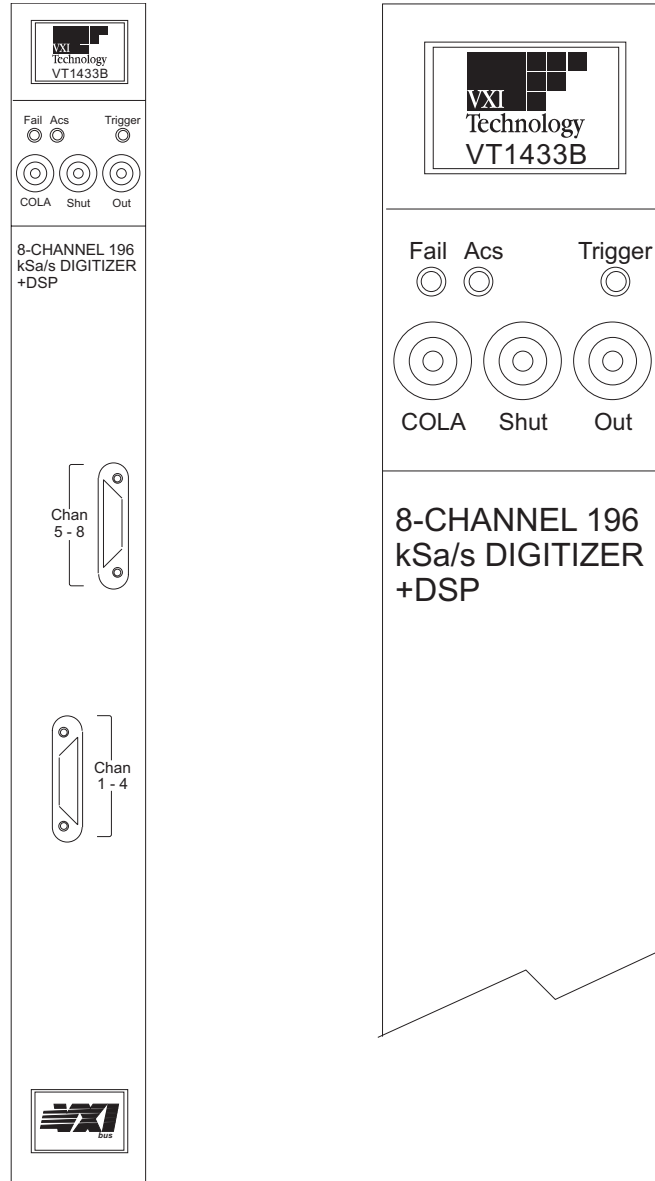 VXI
Technology
VT1433B
Fail Acs Trigger
COLA Shut Out
8-CHANNEL 196
kSa/s DIGITIZER
+DSP
Chan
5 - 8
Chan
1 - 4
VXI
bus
VXI
Technology
VT1433B
Fail Acs Trigger
COLA Shut Out
8-CHANNEL 196
kSa/s DIGITIZER
+DSP